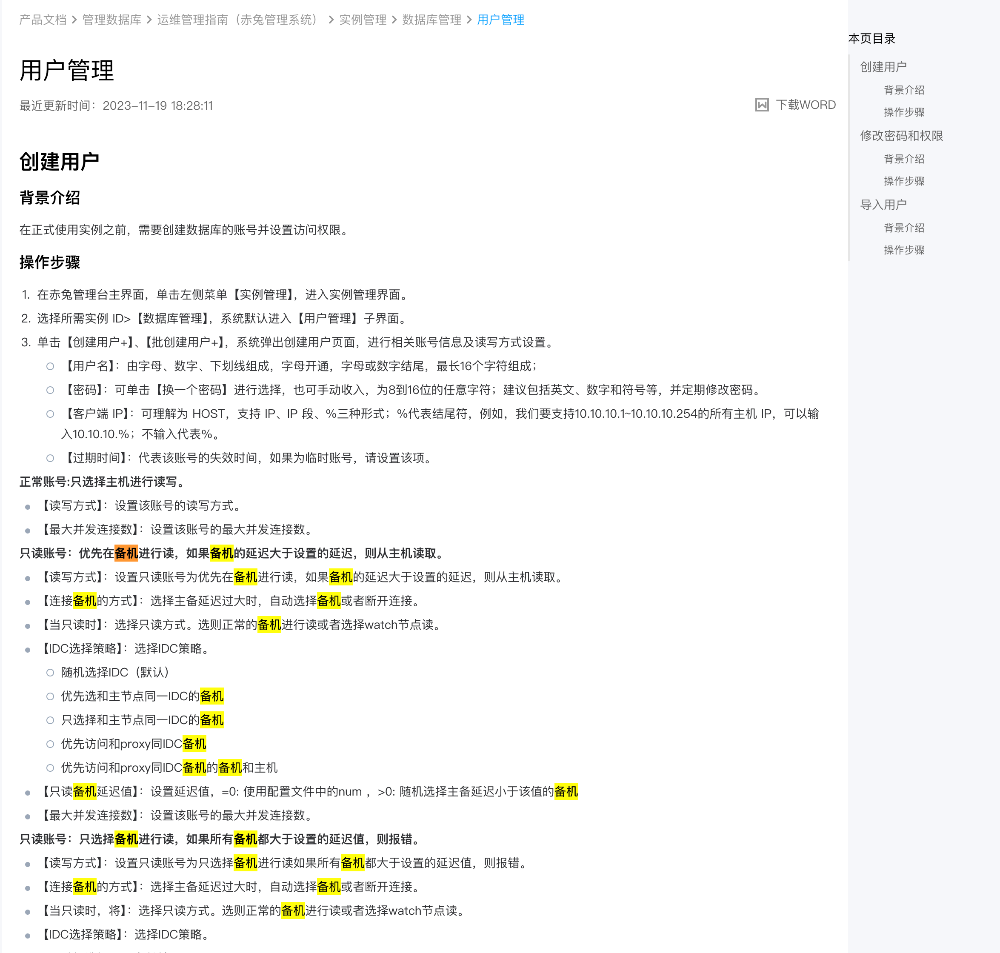 产品文档 > 管理数据库 > 运维管理指南（赤兔管理系统） > 实例管理 > 数据库管理 > 用户管理
用户管理
最近更新时间：2023-11-19 18:28:11
下载WORD
创建用户
背景介绍
在正式使用实例之前，需要创建数据库的账号并设置访问权限。
操作步骤
1. 在赤兔管理台主界面，单击左侧菜单【实例管理】，进入实例管理界面。
2. 选择所需实例 ID>【数据库管理】，系统默认进入【用户管理】子界面。
3. 单击【创建用户+】、【批创建用户+】，系统弹出创建用户页面，进行相关账号信息及读写方式设置。
【用户名】：由字母、数字、下划线组成，字母开通，字母或数字结尾，最长16个字符组成；
【密码】：可单击【换一个密码】进行选择，也可手动收入，为8到16位的任意字符；建议包括英文、数字和符号等，并定期修改密码。
【客户端 IP】：可理解为 HOST，支持 IP、IP 段、%三种形式；%代表结尾符，例如，我们要支持10.10.10.1~10.10.10.254的所有主机 IP，可以输
入10.10.10.%；不输入代表%。
【过期时间】：代表该账号的失效时间，如果为临时账号，请设置该项。
正常账号:只选择主机进行读写。
【读写方式】：设置该账号的读写方式。
【最大并发连接数】：设置该账号的最大并发连接数。
只读账号：优先在备机进行读，如果备机的延迟大于设置的延迟，则从主机读取。
【读写方式】：设置只读账号为优先在备机进行读，如果备机的延迟大于设置的延迟，则从主机读取。
【连接备机的方式】：选择主备延迟过大时，自动选择备机或者断开连接。
【当只读时】：选择只读方式。选则正常的备机进行读或者选择watch节点读。
【IDC选择策略】：选择IDC策略。
随机选择IDC（默认）
优先选和主节点同一IDC的备机
只选择和主节点同一IDC的备机
优先访问和proxy同IDC备机
优先访问和proxy同IDC备机的备机和主机
【只读备机延迟值】：设置延迟值，=0: 使用配置文件中的num ，>0: 随机选择主备延迟小于该值的备机
【最大并发连接数】：设置该账号的最大并发连接数。
只读账号：只选择备机进行读，如果所有备机都大于设置的延迟值，则报错。
【读写方式】：设置只读账号为只选择备机进行读如果所有备机都大于设置的延迟值，则报错。
【连接备机的方式】：选择主备延迟过大时，自动选择备机或者断开连接。
【当只读时，将】：选择只读方式。选则正常的备机进行读或者选择watch节点读。
【IDC选择策略】：选择IDC策略。
本页目录
创建用户
背景介绍
操作步骤
修改密码和权限
背景介绍
操作步骤
导入用户
背景介绍
操作步骤